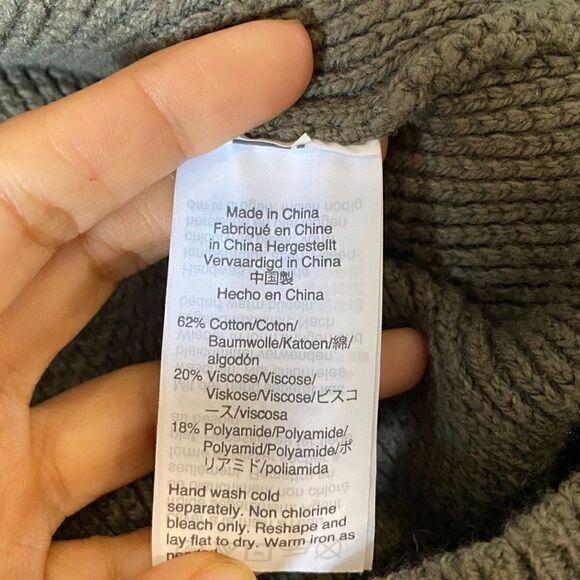 Made in China
Fabriqué en Chine
in China Hergestellt
Vervaardigd in China
中国製
Hecho en China
62% Cotton/Coton/
Baumwolle/Katoen/綿/
algodón
20% Viscose/Viscose/
Viskose/Viscose/ビスコ
ース/viscosa
18% Polyamide/Polyamide/
Polyamid/Polyamide/ポ
リアミド/poliamida
Hand wash cold
separately. Non chlorine
bleach only. Reshape and
lay flat to dry. Warm iron as
needed